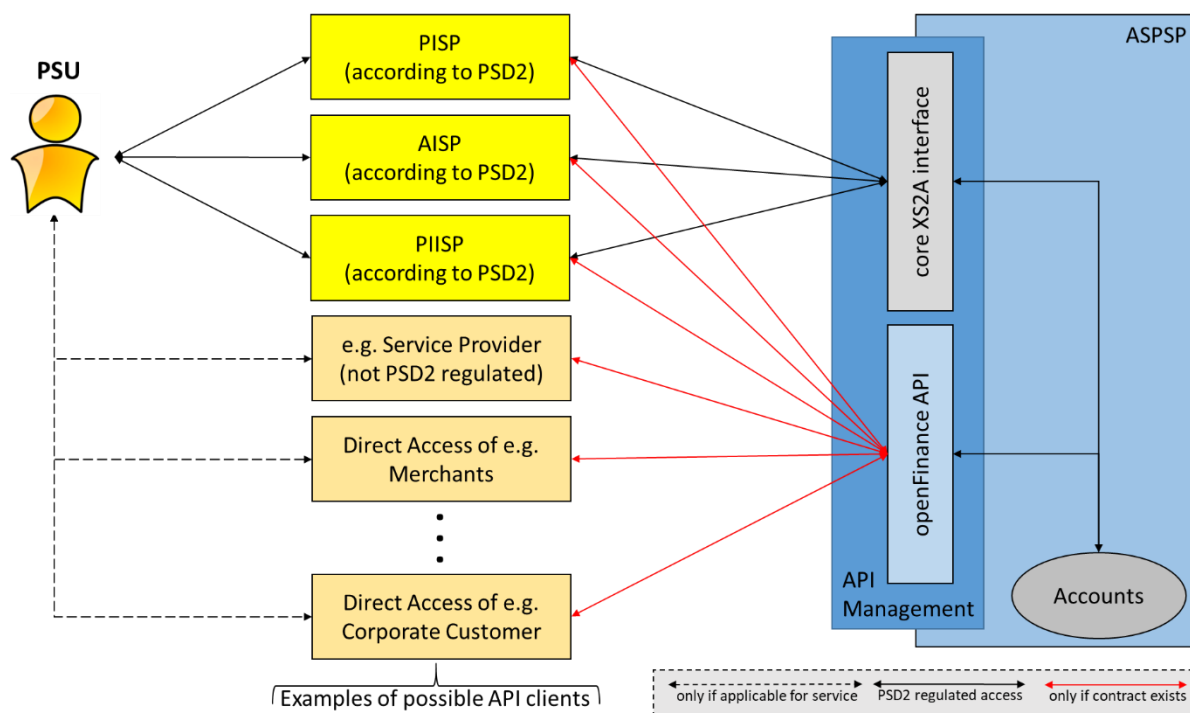 PSU
PISP
(according to PSD2)
AISP
(according to PSD2)
PIISP
(according to PSD2)
e.g. Service Provider
(not PSD2 regulated)
Direct Access of e.g.
Merchants
Direct Access of e.g.
Corporate Customer
Examples of possible API clients
ASPSP
core XS2A interface
openFinance API
API
Management
Accounts
only if applicable for service
PSD2 regulated access
only if contract exists